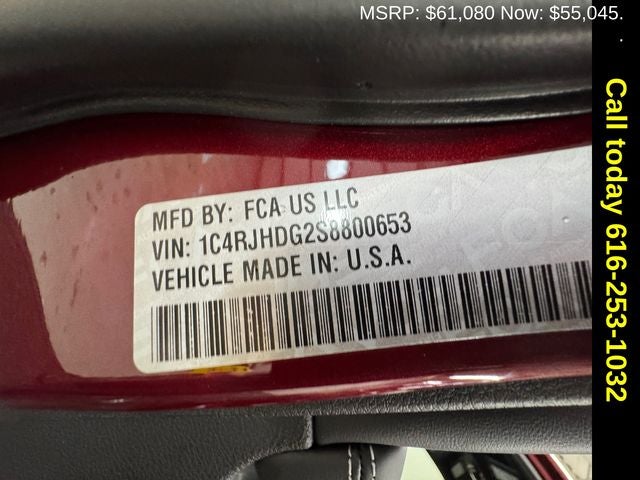 MSRP: $61,080 Now: $55,045.
.
MFD BY: FCA US LLC
VIN: 1C4RJHDG2S8800653
VEHICLE MADE IN: U.S.A.
Call today 616-253-1032